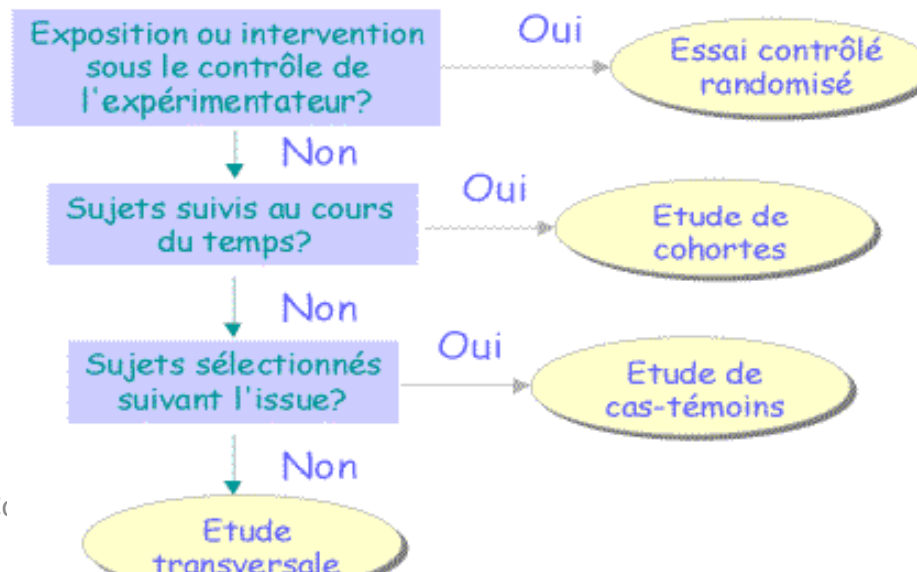 Exposition ou intervention
sous le contrôle de
l'expérimentateur?
Oui
Essai contrôlé
randomisé
Non
Sujets suivis au cours
du temps?
Oui
Etude de
cohortes
Non
Sujets sélectionnés
suivant l'issue?
Oui
Etude de
cas-témoins
Non
Etude
transversale